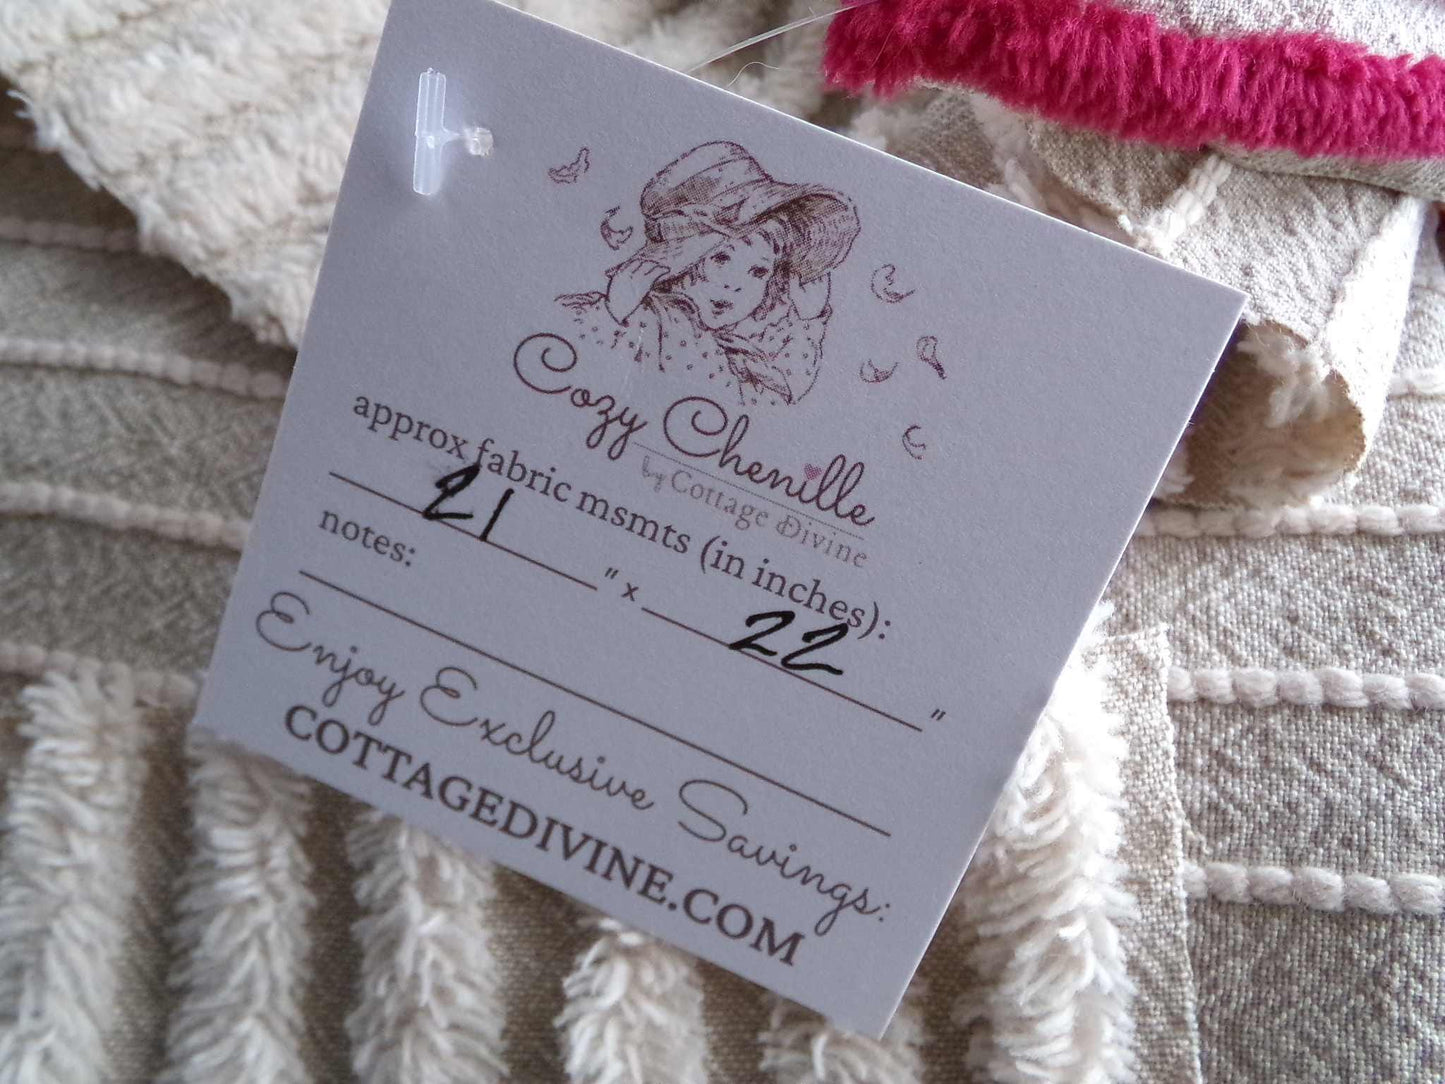 Cozy Chenille
by Cottage Divine
approx fabric msmts (in inches):
21 " x 22 "
notes:
Enjoy Exclusive Savings:
COTTAGEDIVINE.COM